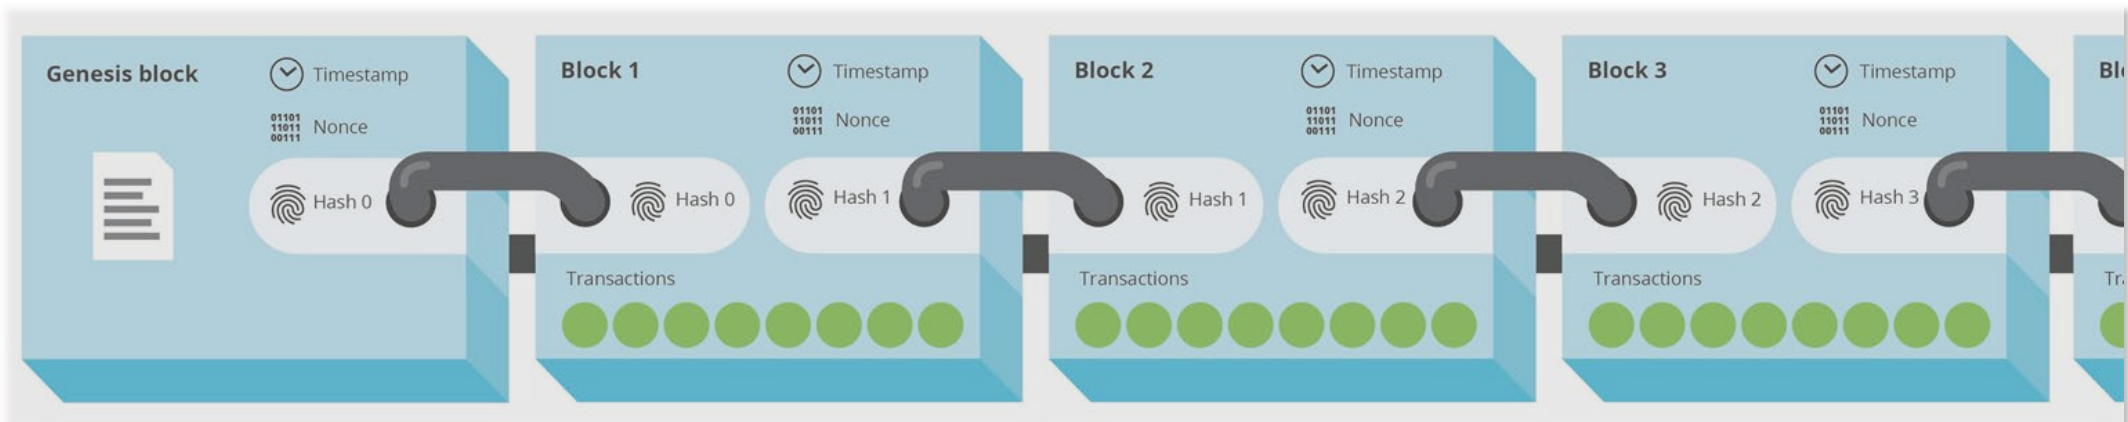 Genesis block
Timestamp
01101
11011
00111
Nonce
Hash 0
Block 1
Timestamp
01101
11011
00111
Nonce
Hash 0
Hash 1
Transactions
Block 2
Timestamp
01101
11011
00111
Nonce
Hash 1
Hash 2
Transactions
Block 3
Timestamp
01101
11011
00111
Nonce
Hash 2
Hash 3
Transactions